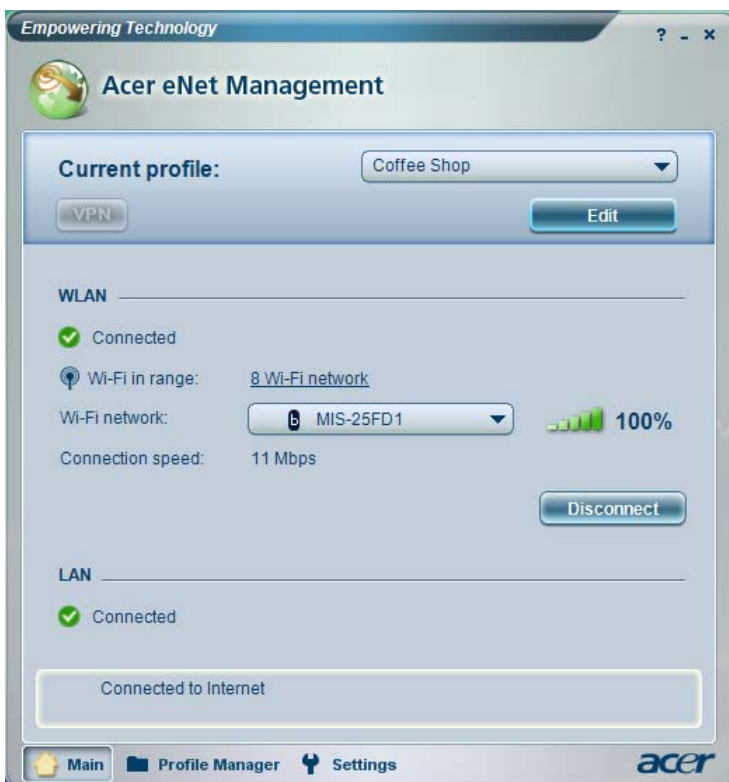 Empowering Technology
? - ×
Acer eNet Management
Current profile:
Coffee Shop
VPN
Edit
WLAN
Connected
Wi-Fi in range:
8 Wi-Fi network
Wi-Fi network:
b MIS-25FD1
100%
Connection speed:
11 Mbps
Disconnect
LAN
Connected
Connected to Internet
Main
Profile Manager
Settings
acer